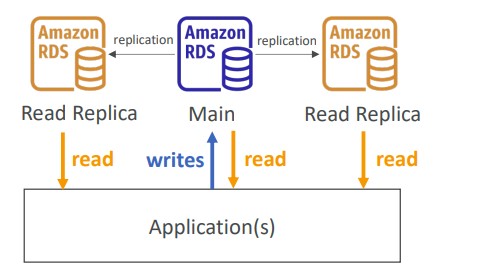 Amazon
RDS
replication
Amazon
RDS
replication
Amazon
RDS
Read Replica
Main
Read Replica
read
writes
read
read
Application(s)